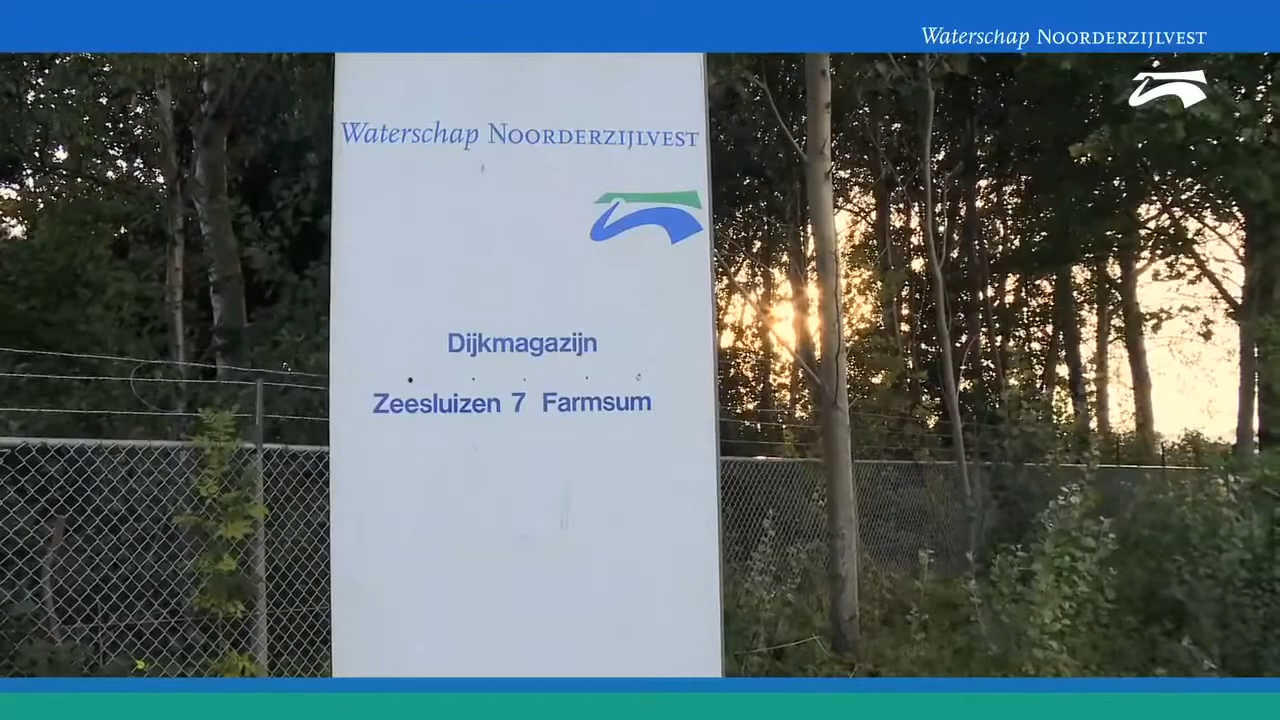 Waterschap NOORDERZIJLVEST
Waterschap NOORDERZIJLVEST
Dijkmagazijn
Zeesluizen 7 Farmsum